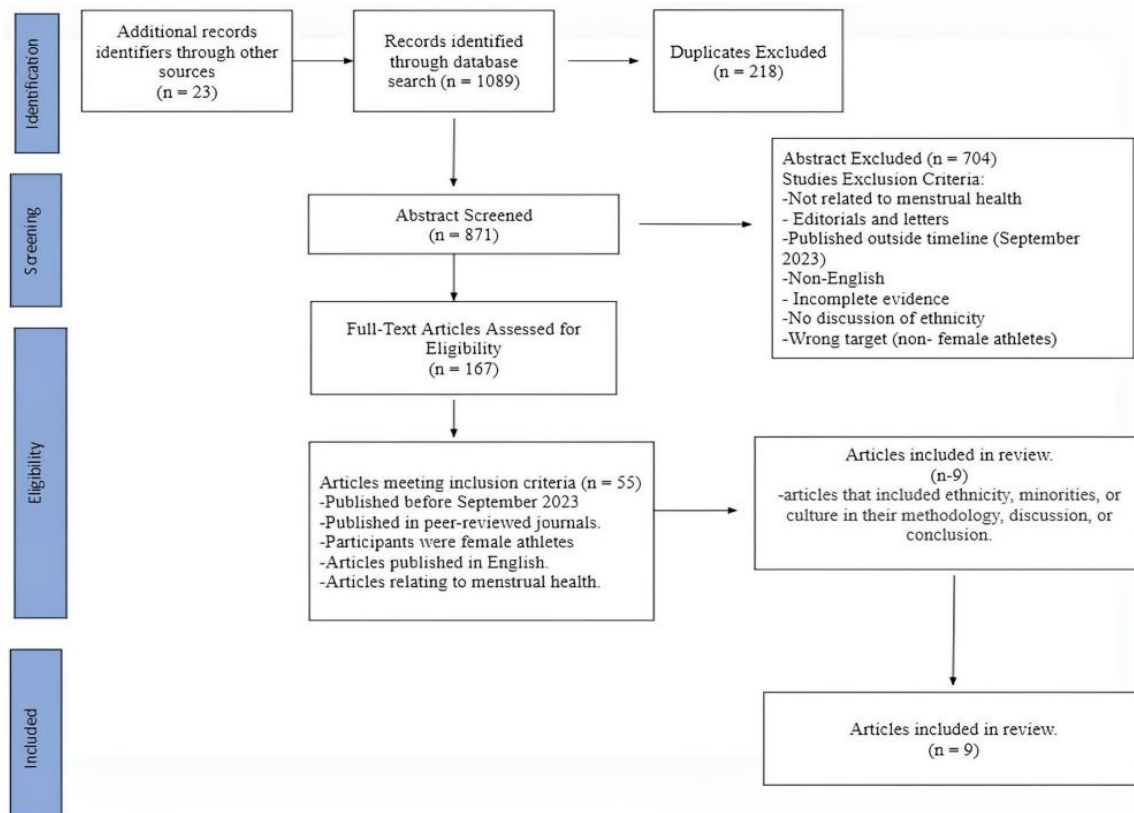 Identification
Additional records
identifiers through other
sources
(n = 23)
Records identified
through database
search (n = 1089)
Duplicates Excluded
(n = 218)
Screening
Abstract Screened
(n = 871)
Abstract Excluded (n = 704)
Studies Exclusion Criteria:
-Not related to menstrual health
- Editorials and letters
-Published outside timeline (September
2023)
-Non-English
- Incomplete evidence
-No discussion of ethnicity
-Wrong target (non- female athletes)
Eligibility
Full-Text Articles Assessed for
Eligibility
(n = 167)
Articles meeting inclusion criteria (n = 55)
-Published before September 2023
-Published in peer-reviewed journals.
-Participants were female athletes
-Articles published in English.
-Articles relating to menstrual health.
Articles included in review.
(n-9)
-articles that included ethnicity, minorities, or
culture in their methodology, discussion, or
conclusion.
Included
Articles included in review.
(n = 9)